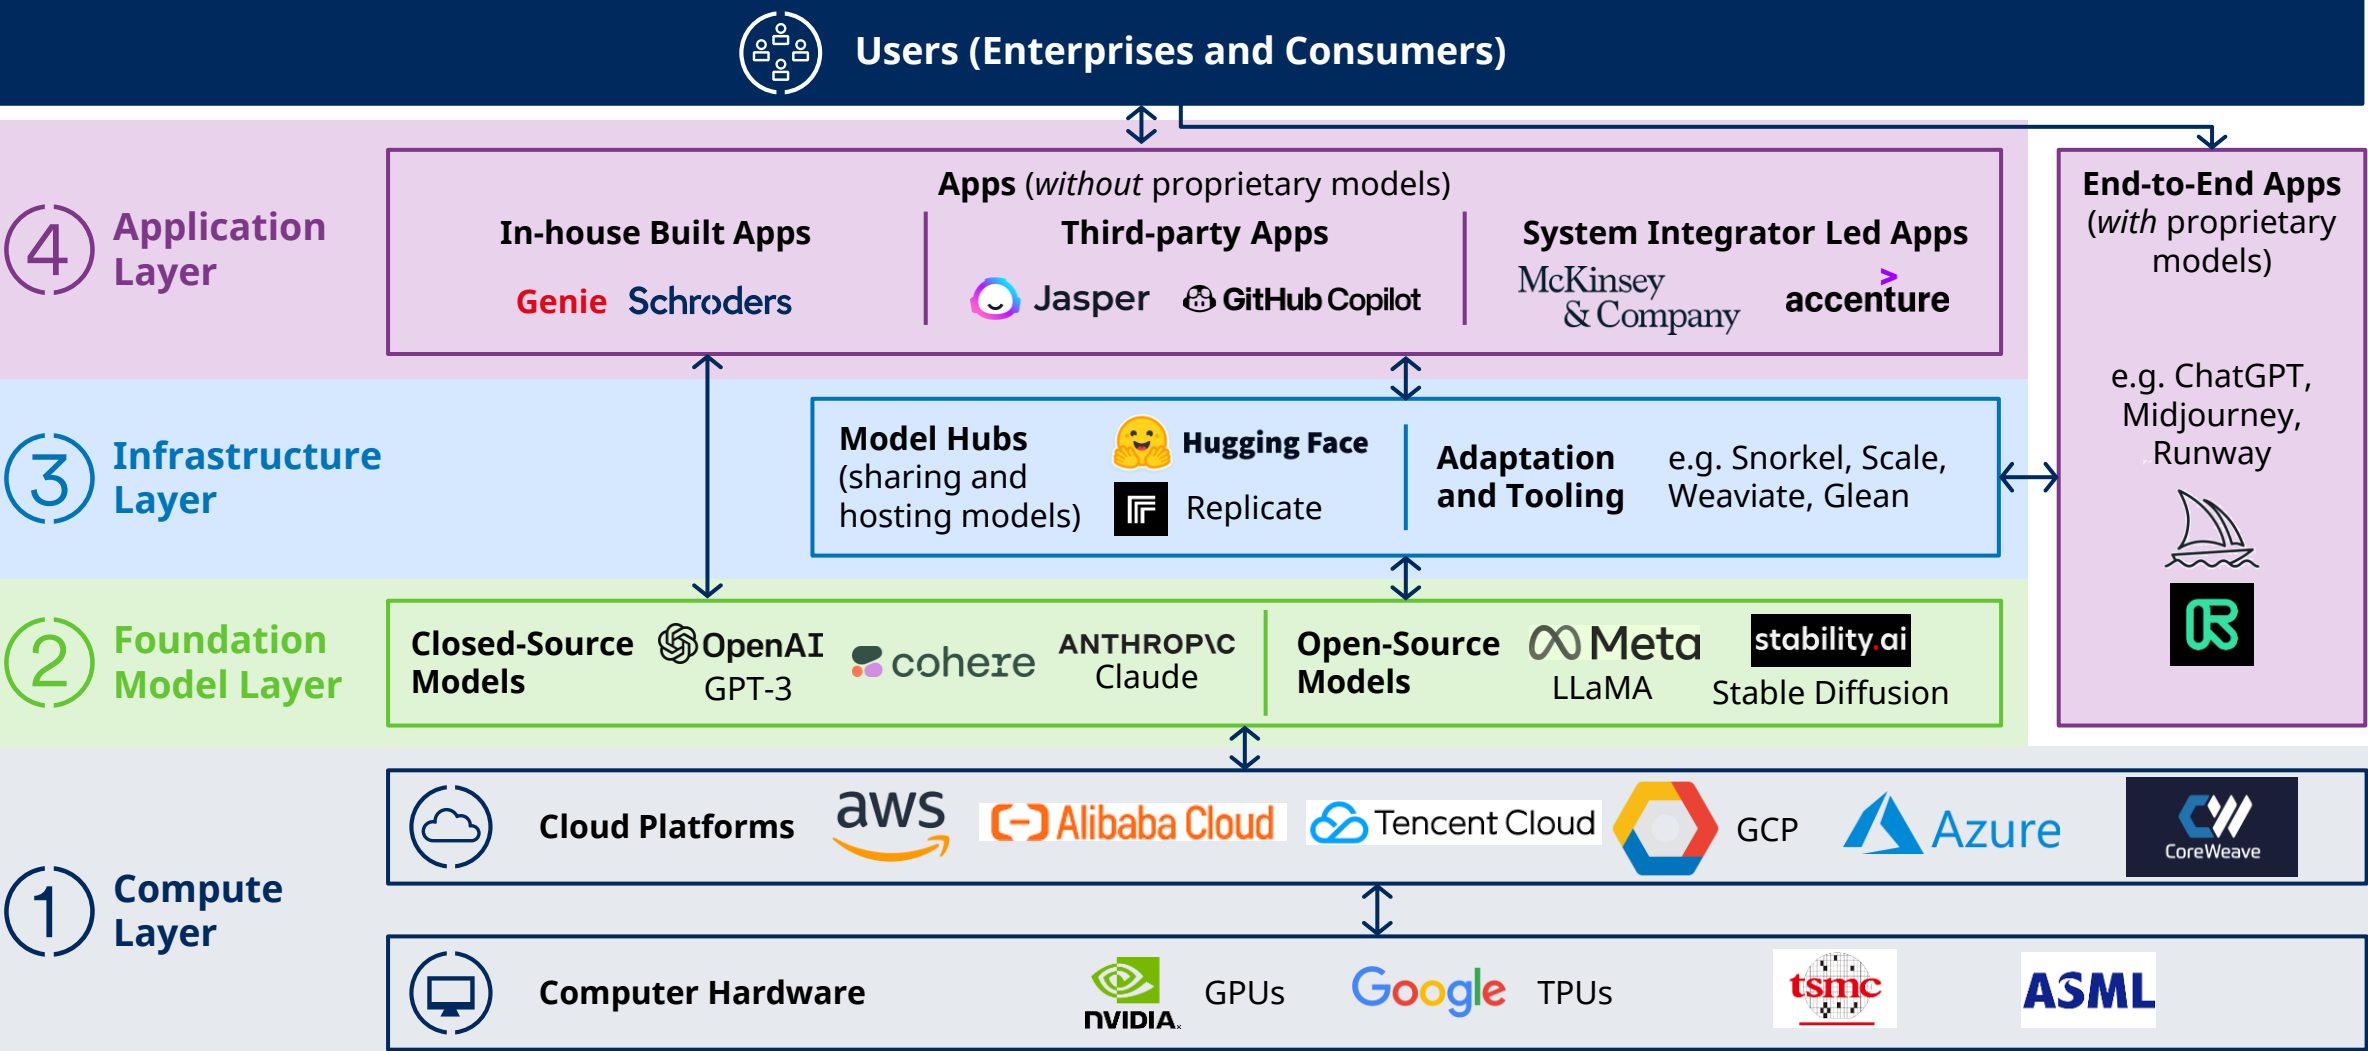 Users (Enterprises and Consumers)
4
Application
Layer
Apps (without proprietary models)
In-house Built Apps
Genie Schroders
Third-party Apps
Jasper
GitHub Copilot
System Integrator Led Apps
McKinsey
& Company
>
accenture
End-to-End Apps
(with proprietary
models)
e.g. ChatGPT,
Midjourney,
Runway
R
3
Infrastructure
Layer
Model Hubs
(sharing and
hosting models)
Hugging Face
Replicate
Adaptation
and Tooling
e.g. Snorkel, Scale,
Weaviate, Glean
2
Foundation
Model Layer
Closed-Source
Models
OpenAI
GPT-3
cohere
ANTHROP\C
Claude
Open-Source
Models
Meta
LLaMA
stability.ai
Stable Diffusion
1
Compute
Layer
Cloud Platforms
aws
Alibaba Cloud
Tencent Cloud
GCP
Azure
CW
CoreWeave
Computer Hardware
NVIDIA.
GPUs
Google
TPUs
tsmc
ASML